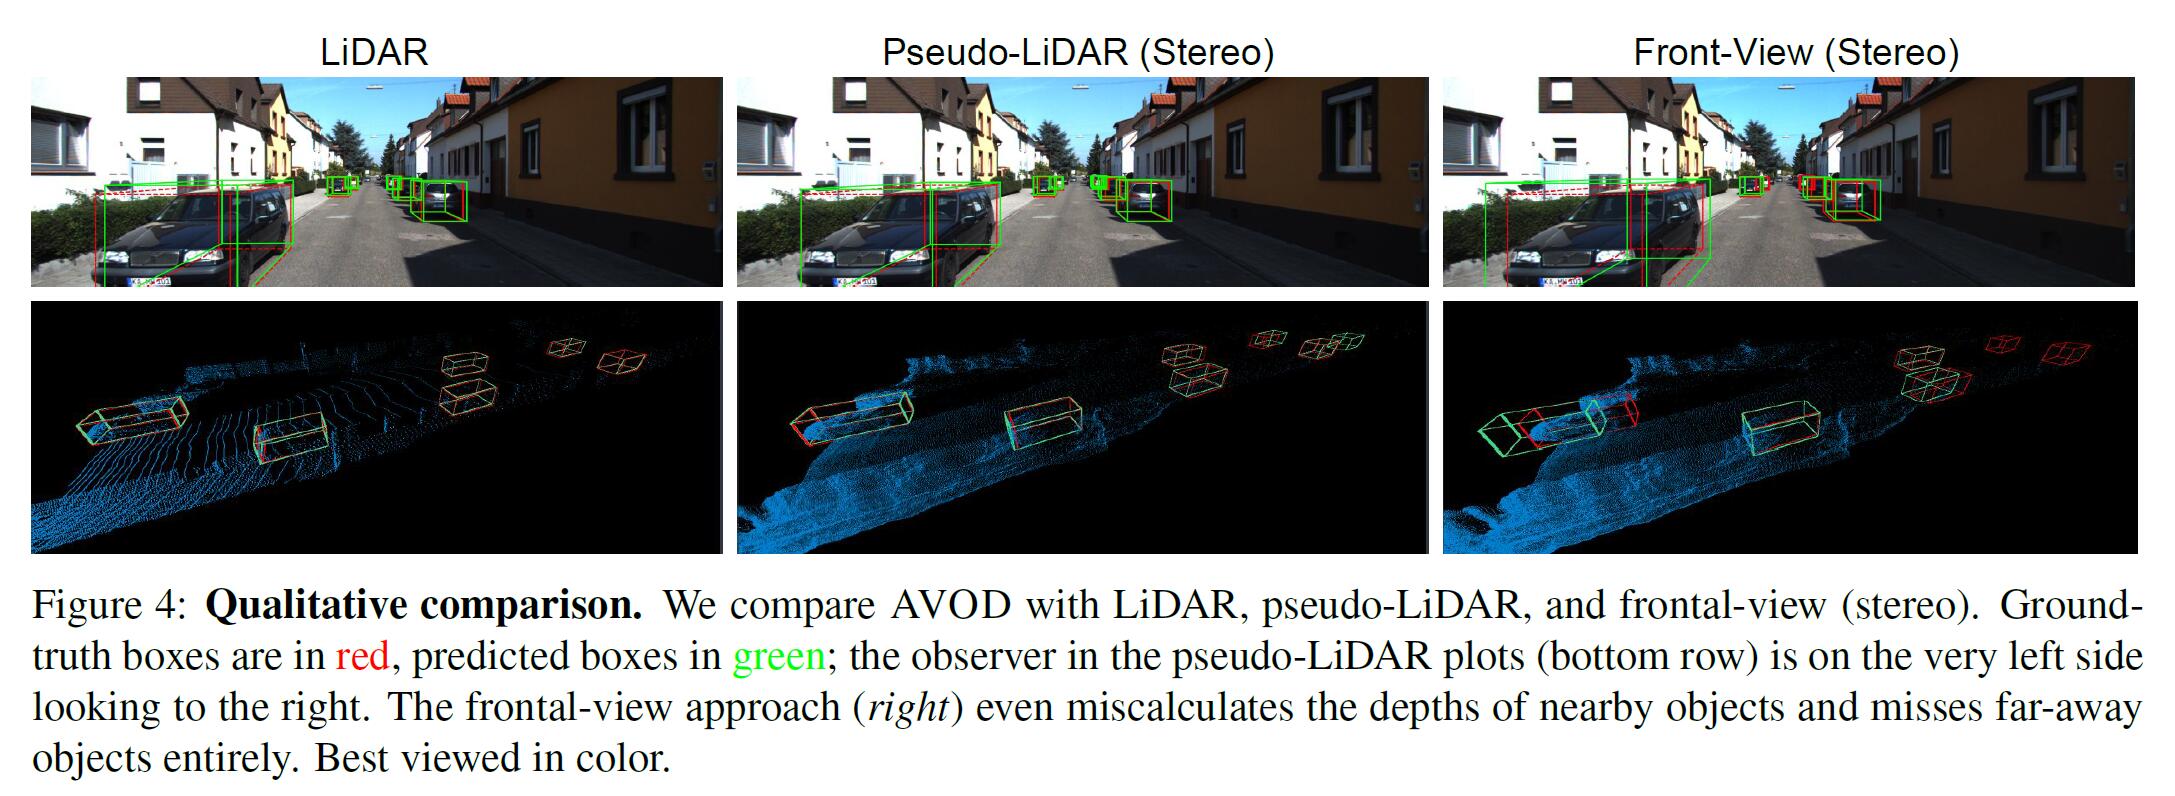 LiDAR
Pseudo-LiDAR (Stereo)
Front-View (Stereo)
Figure 4: Qualitative comparison. We compare AVOD with LiDAR, pseudo-LiDAR, and frontal-view (stereo). Ground-
truth boxes are in red, predicted boxes in green; the observer in the pseudo-LiDAR plots (bottom row) is on the very left side
looking to the right. The frontal-view approach (right) even miscalculates the depths of nearby objects and misses far-away
objects entirely. Best viewed in color.